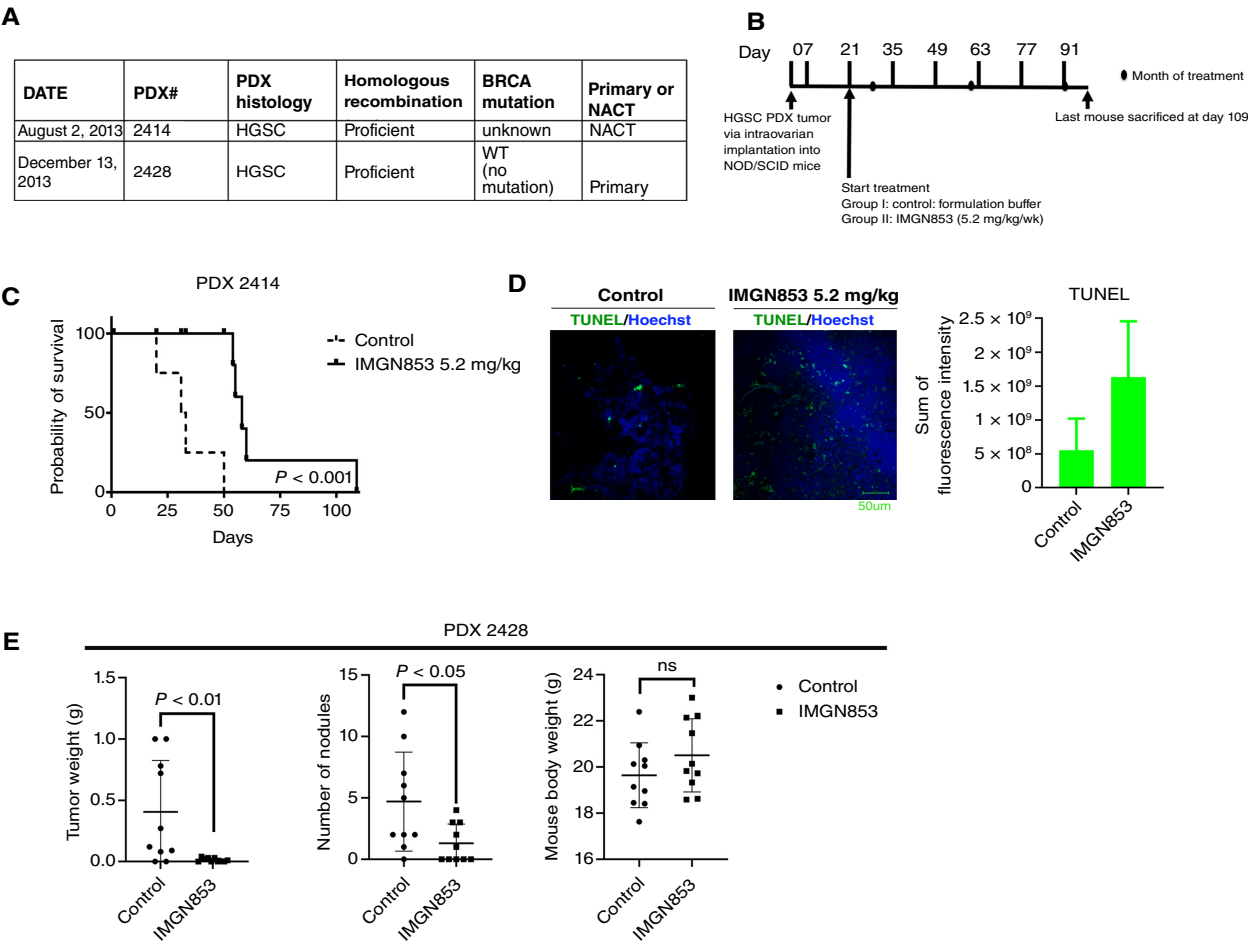 A
DATE PDX# PDX histology Homologous recombination BRCA mutation Primary or NACT
August 2, 2013 2414 HGSC Proficient unknown NACT
December 13, 2013 2428 HGSC Proficient WT (no mutation) Primary
B
Day 07 21 35 49 63 77 91
Month of treatment
HGSC PDX tumor
via intraovarian
implantation into
NOD/SCID mice
Last mouse sacrificed at day 109
Start treatment
Group I: control: formulation buffer
Group II: IMGN853 (5.2 mg/kg/wk)
C
PDX 2414
Probability of survival
100
50
0
0 25 50 75 100
Days
P < 0.001
Control
IMGN853 5.2 mg/kg
D
Control IMGN853 5.2 mg/kg
TUNEL/Hoechst TUNEL/Hoechst
50um
TUNEL
Sum of
fluorescence intensity
2.5 × 10⁹
2 × 10⁹
1.5 × 10⁹
1 × 10⁹
5 × 10⁸
0
Control IMGN853
E
PDX 2428
Tumor weight (g)
1.5
1.0
0.5
0.0
P < 0.01
Control IMGN853
Number of nodules
15
10
5
0
P < 0.05
Control IMGN853
Mouse body weight (g)
24
22
20
18
16
ns
Control IMGN853
Control
IMGN853